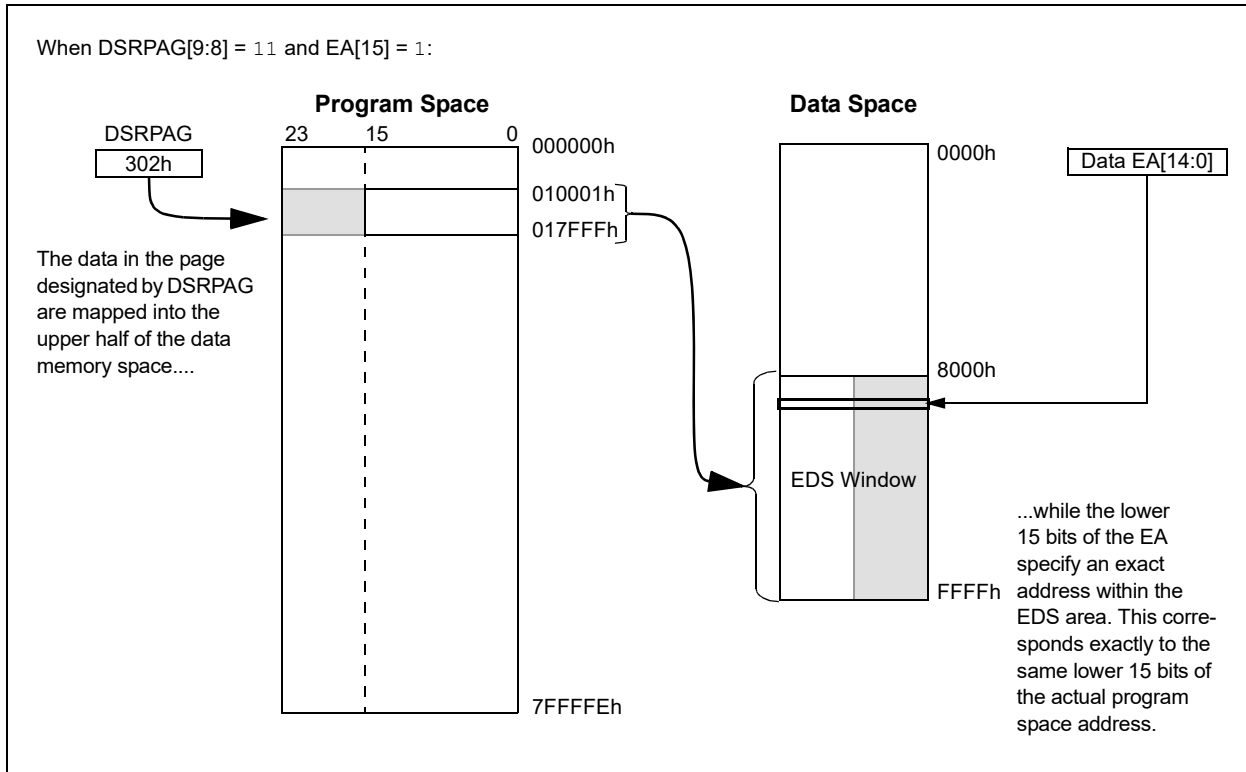 When DSRPAG[9:8] = 11 and EA[15] = 1:
Program Space
Data Space
DSRPAG
302h
23 15 0
000000h
010001h
017FFFh
The data in the page
designated by DSRPAG
are mapped into the
upper half of the data
memory space....
7FFFFEh
0000h
Data EA[14:0]
8000h
EDS Window
FFFFh
...while the lower
15 bits of the EA
specify an exact
address within the
EDS area. This corre-
sponds exactly to the
same lower 15 bits of
the actual program
space address.